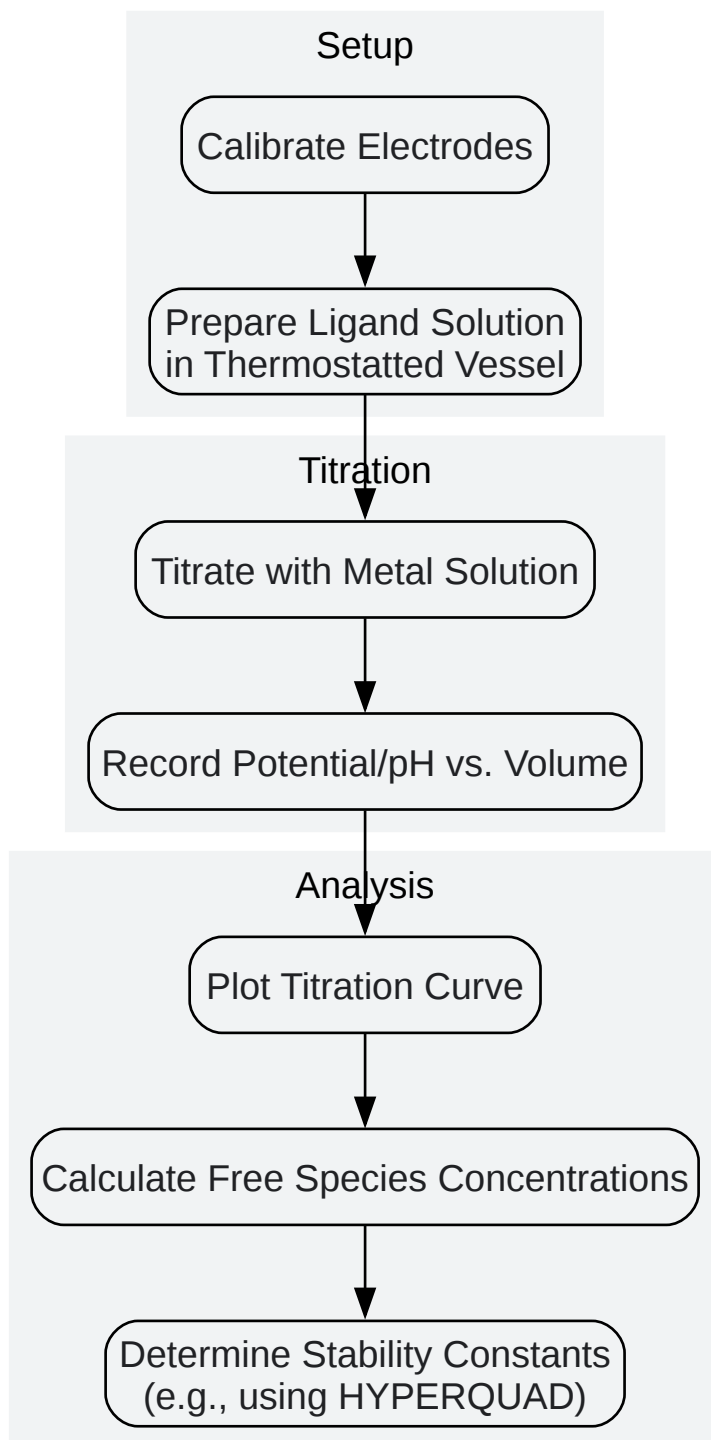 Setup
Calibrate Electrodes
Prepare Ligand Solution
in Thermostatted Vessel
Titration
Titrate with Metal Solution
Record Potential/pH vs. Volume
Analysis
Plot Titration Curve
Calculate Free Species Concentrations
Determine Stability Constants
(e.g., using HYPERQUAD)